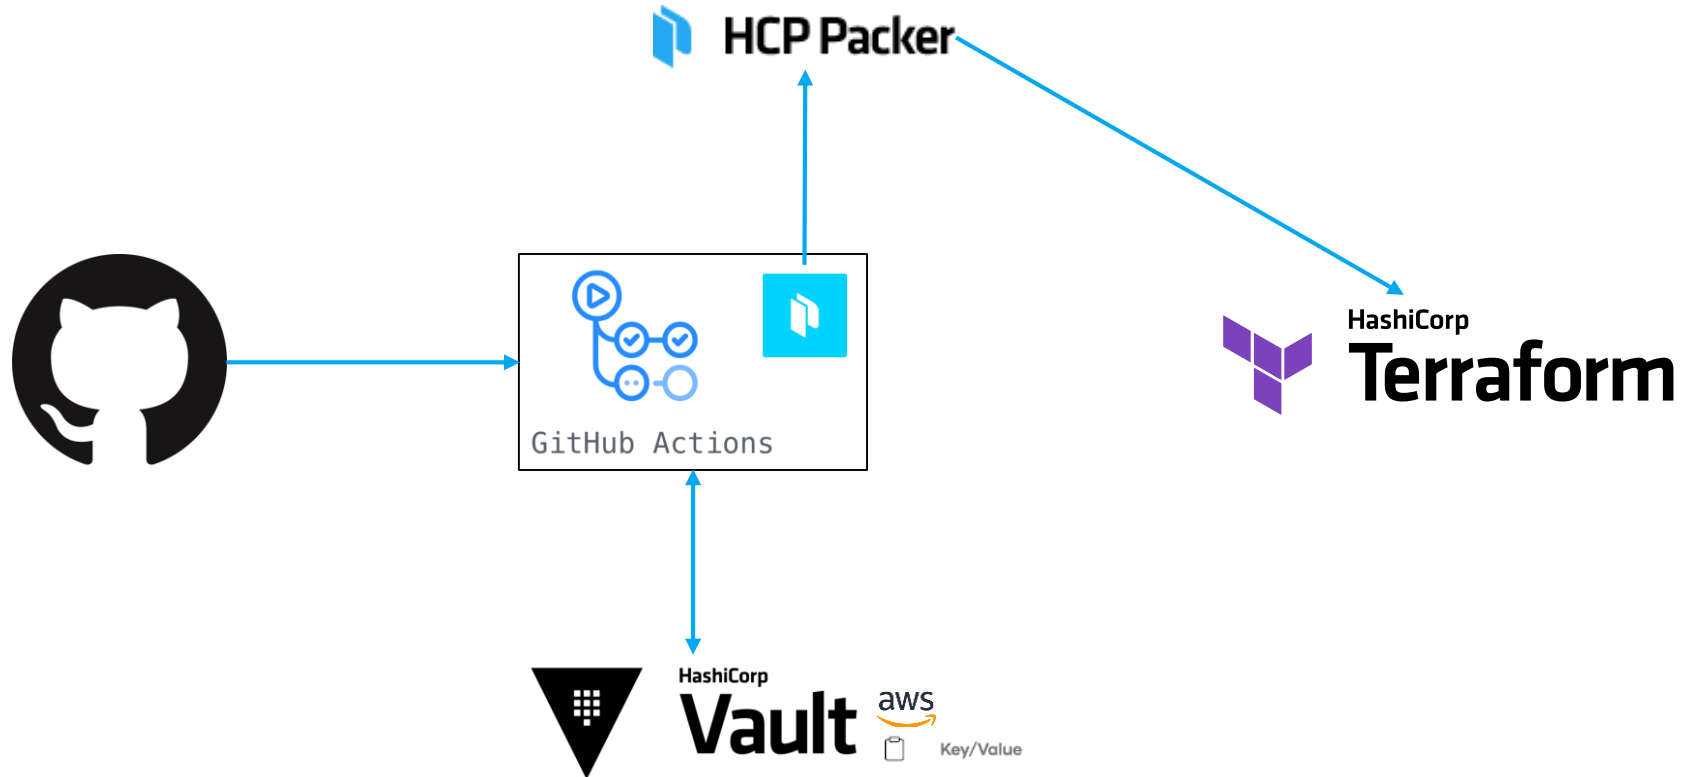 HCP Packer
HashiCorp
Terraform
GitHub Actions
HashiCorp
Vault
aws
Key/Value